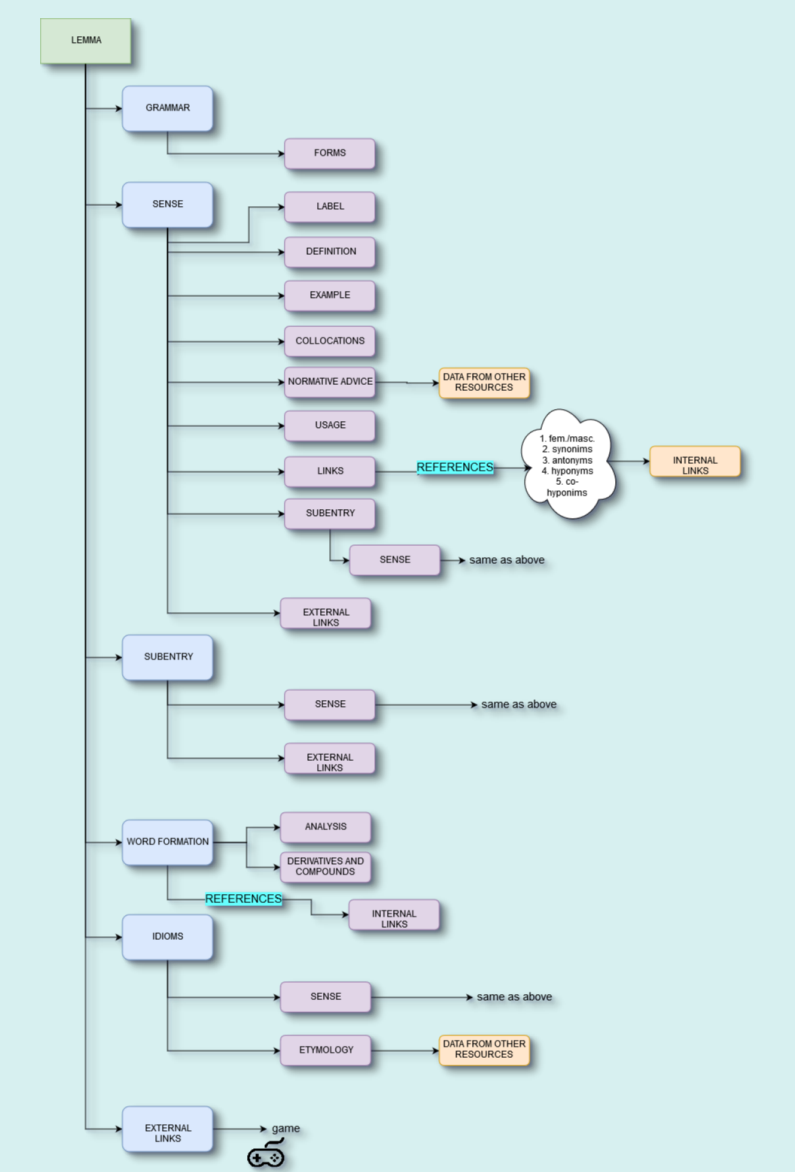 LEMMA
GRAMMAR
FORMS
SENSE
LABEL
DEFINITION
EXAMPLE
COLLOCATIONS
NORMATIVE ADVICE
DATA FROM OTHER
RESOURCES
USAGE
LINKS
REFERENCES
1. fem./masc.
2. synonims
3. antonyms
4. hyponyms
5. co-
hyponims
INTERNAL
LINKS
SUBENTRY
SENSE
same as above
EXTERNAL
LINKS
SUBENTRY
SENSE
same as above
EXTERNAL
LINKS
WORD FORMATION
ANALYSIS
DERIVATIVES AND
COMPOUNDS
REFERENCES
INTERNAL
LINKS
IDIOMS
SENSE
same as above
ETYMOLOGY
DATA FROM OTHER
RESOURCES
EXTERNAL
LINKS
game